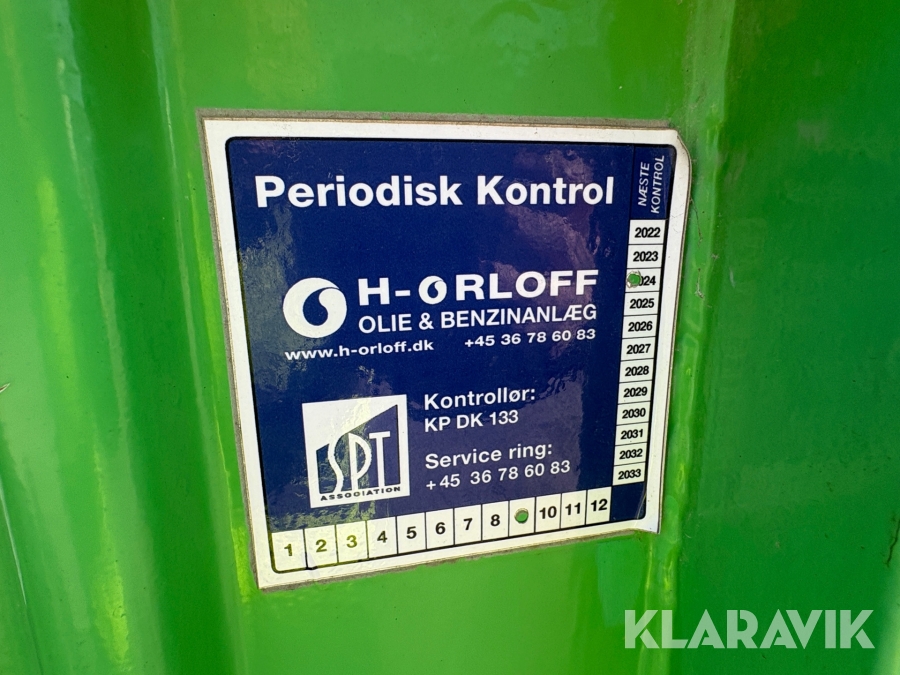 Periodisk Kontrol
NÆSTE
KONTROL
2022
2023
24
2025
2026
2027
2028
2029
2030
2031
2032
2033
H-ORLOFF
OLIE & BENZINANLÆG
www.h-orloff.dk +45 36 78 60 83
Kontrollør:
KP DK 133
SPT
ASSOCIATION
Service ring:
+45 36 78 60 83
1 2 3 4 5 6 7 8 10 11 12
KLARAVIK